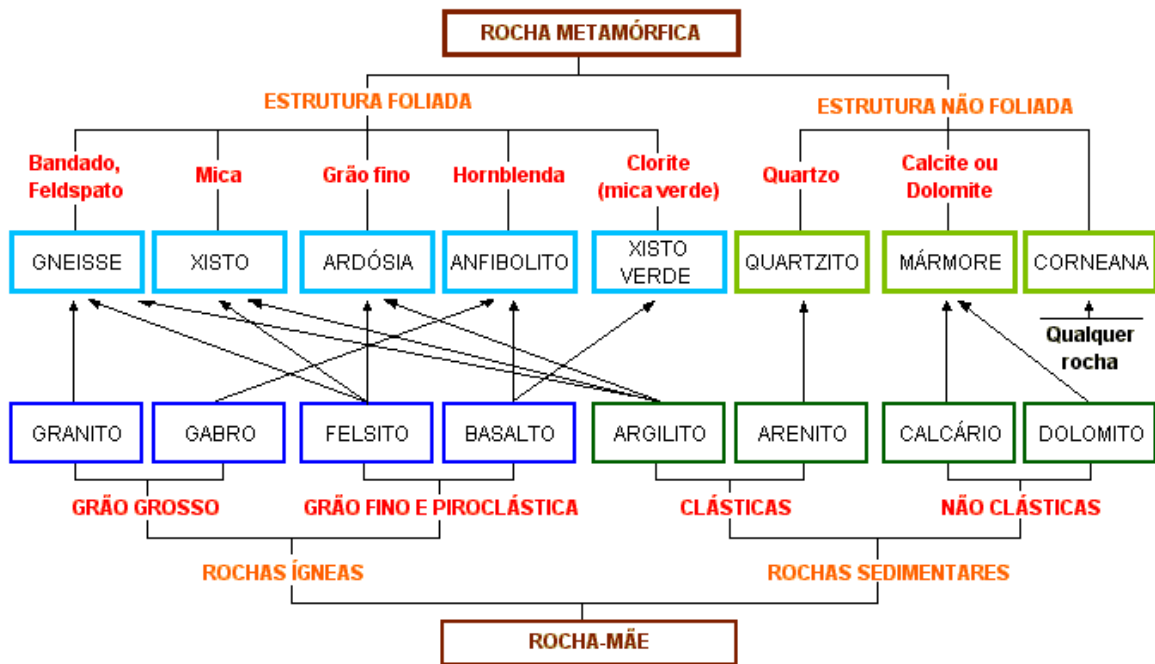 ROCHA METAMÓRFICA
ESTRUTURA FOLIADA
ESTRUTURA NÃO FOLIADA
Bandado,
Feldspato
Mica
Grão fino
Hornblenda
Clorite
(mica verde)
Quartzo
Calcite ou
Dolomite
GNEISSE
XISTO
ARDÓSIA
ANFIBOLITO
XISTO
VERDE
QUARTZITO
MÁRMORE
CORNEANA
Qualquer
rocha
GRANITO
GABRO
FELSITO
BASALTO
ARGILITO
ARENITO
CALCÁRIO
DOLOMITO
GRÃO GROSSO
GRÃO FINO E PIROCLÁSTICA
CLÁSTICAS
NÃO CLÁSTICAS
ROCHAS ÍGNEAS
ROCHAS SEDIMENTARES
ROCHA-MÃE